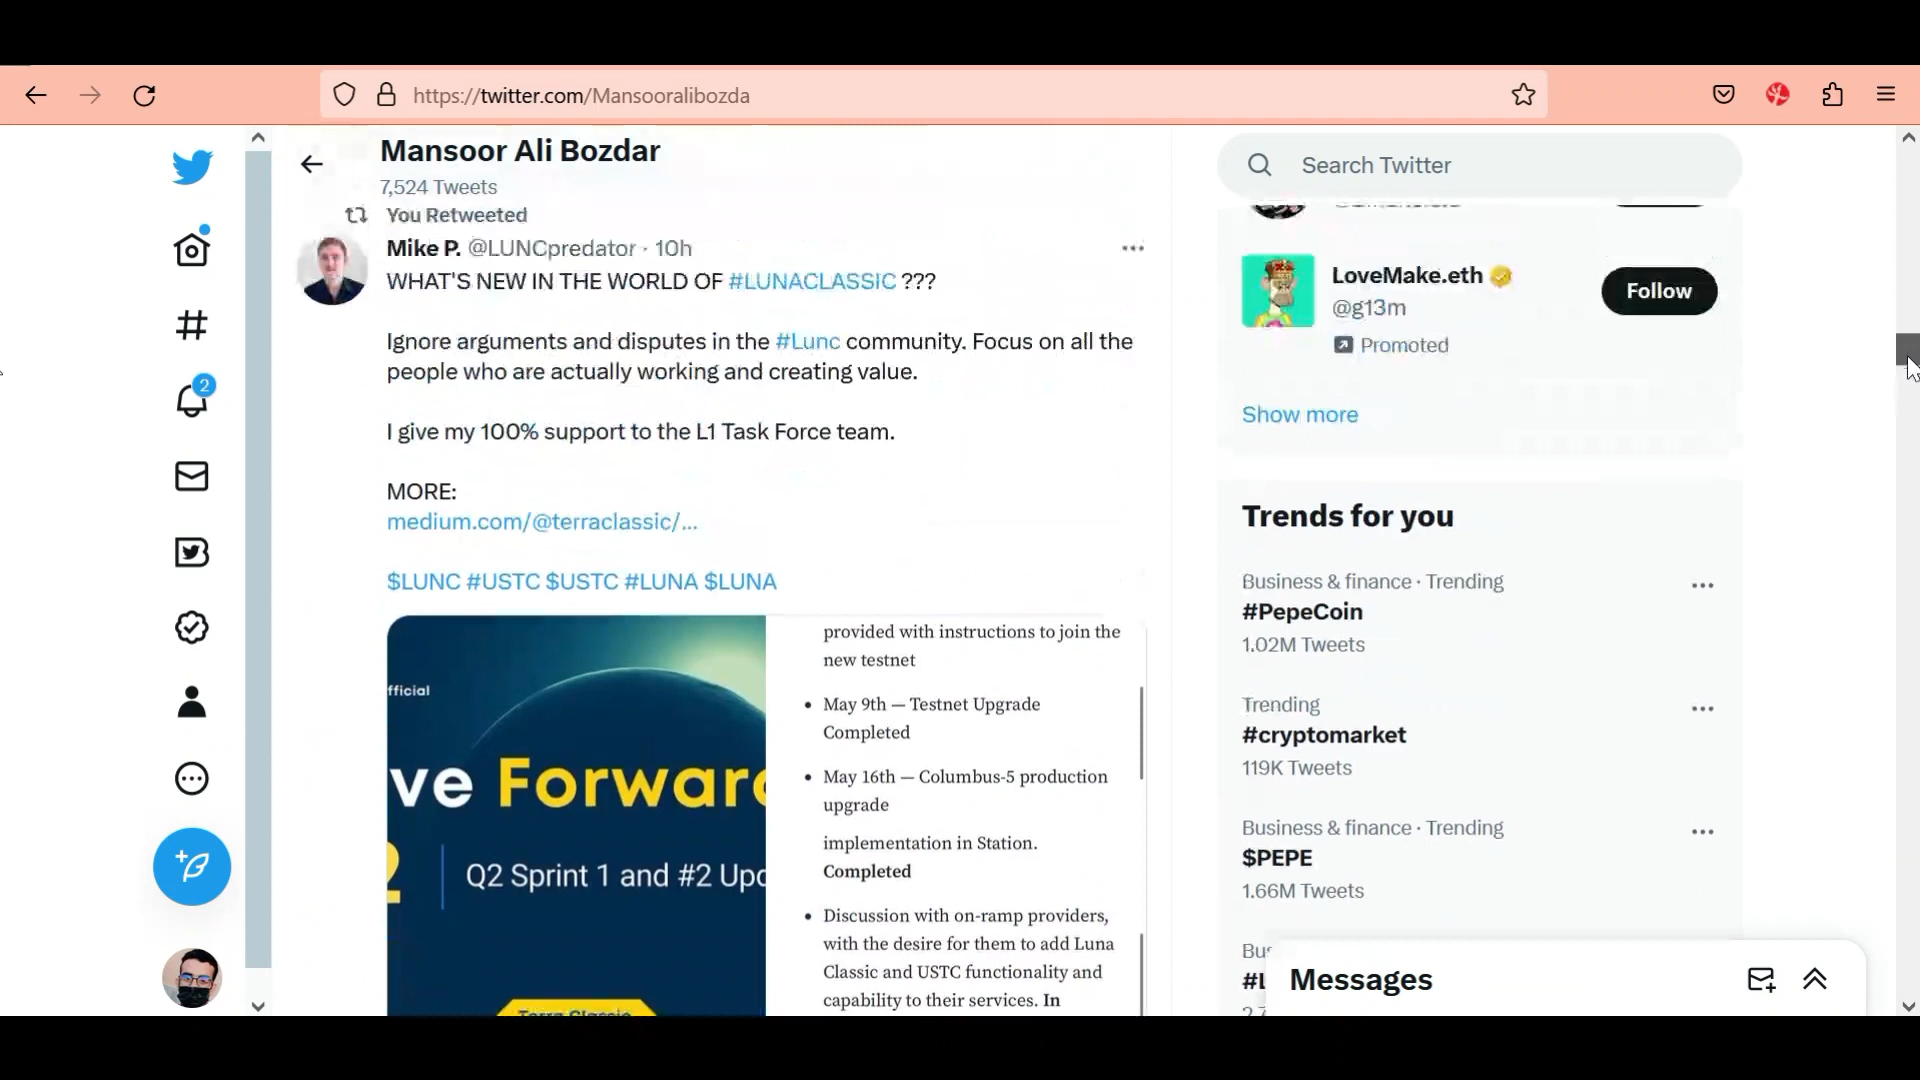 https://twitter.com/Mansooralibozda
Mansoor Ali Bozdar
7,524 Tweets
You Retweeted
Mike P. @LUNCpredator · 10h
WHAT'S NEW IN THE WORLD OF #LUNACLASSIC ???
Ignore arguments and disputes in the #Lunc community. Focus on all the
people who are actually working and creating value.
I give my 100% support to the L1 Task Force team.
MORE:
medium.com/@terraclassic/...
$LUNC #USTC $USTC #LUNA $LUNA
fficial
ve Forward
2
Q2 Sprint 1 and #2 Upd
Terra Classic
provided with instructions to join the
new testnet
• May 9th — Testnet Upgrade
Completed
• May 16th — Columbus-5 production
upgrade
implementation in Station.
Completed
• Discussion with on-ramp providers,
with the desire for them to add Luna
Classic and USTC functionality and
capability to their services. In
2
Search Twitter
LoveMake.eth
@g13m
Promoted
Follow
Show more
Trends for you
Business & finance · Trending
#PepeCoin
1.02M Tweets
Trending
#cryptomarket
119K Tweets
Business & finance · Trending
$PEPE
1.66M Tweets
Bus
#L
Messages